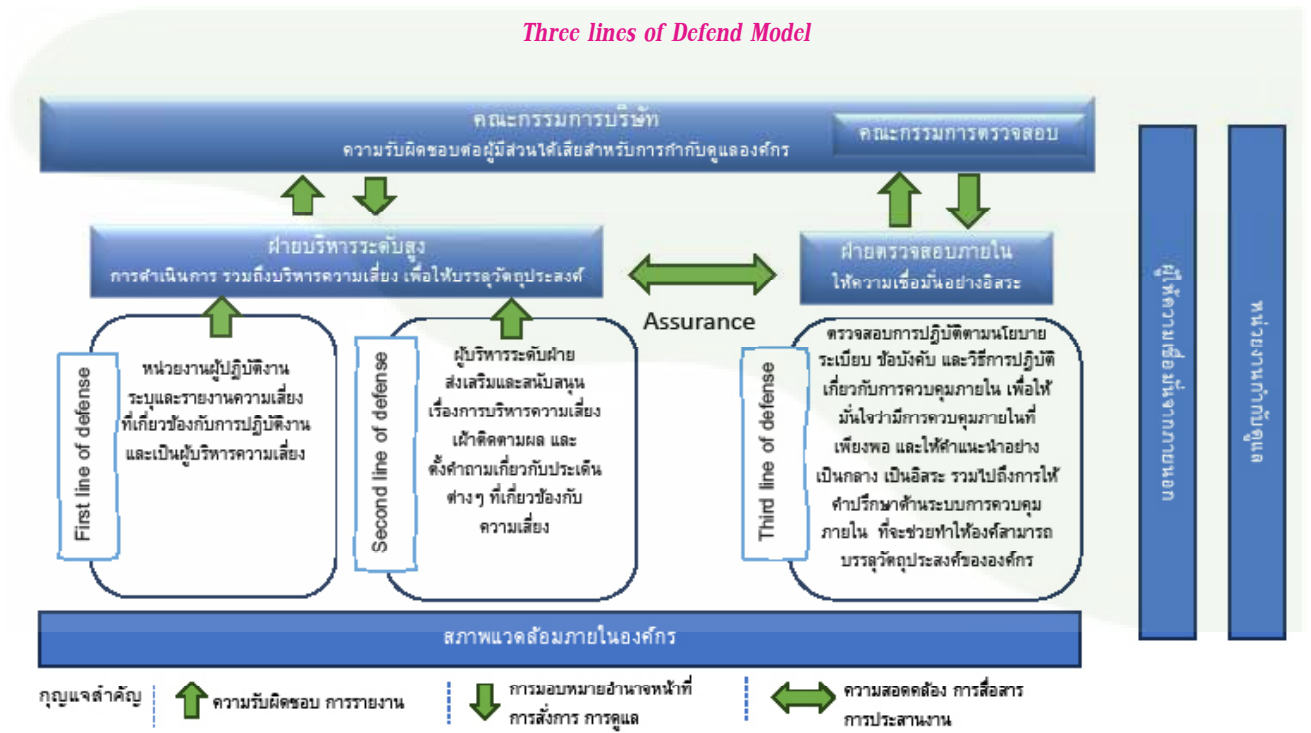 Three lines of Defend Model
คณะกรรมการบริษัท
ความรับผิดชอบต่อผู้มีส่วนได้เสียสำหรับการกำกับดูแลองค์กร
คณะกรรมการตรวจสอบ
ฝ่ายบริหารระดับสูง
การดำเนินการ รวมถึงบริหารความเสี่ยง เพื่อให้บรรลุวัตถุประสงค์
Assurance
ฝ่ายตรวจสอบภายใน
ให้ความเชื่อมั่นอย่างอิสระ
First line of defense
หน่วยงานผู้ปฏิบัติงาน
ระบุและรายงานความเสี่ยง
ที่เกี่ยวข้องกับการปฏิบัติงาน
และเป็นผู้บริหารความเสี่ยง
Second line of defense
ผู้บริหารระดับฝ่าย
ส่งเสริมและสนับสนุน
เรื่องการบริหารความเสี่ยง
เฝ้าติดตามผล และ
ตั้งคำถามเกี่ยวกับประเด็น
ต่างๆ ที่เกี่ยวข้องกับ
ความเสี่ยง
Third line of defense
ตรวจสอบการปฏิบัติตามนโยบาย
ระเบียบ ข้อบังคับ และวิธีการปฏิบัติ
เกี่ยวกับการควบคุมภายใน เพื่อให้
มั่นใจว่ามีการควบคุมภายในที่
เพียงพอ และให้คำแนะนำอย่าง
เป็นกลาง เป็นอิสระ รวมไปถึงการให้
คำปรึกษาด้านระบบการควบคุม
ภายใน ที่จะช่วยทำให้องค์สามารถ
บรรลุวัตถุประสงค์ขององค์กร
ผู้ให้ความเชื่อมั่นจากภายนอก
หน่วยงานกำกับดูแล
สภาพแวดล้อมภายในองค์กร
กุญแจสำคัญ
ความรับผิดชอบ การรายงาน
การมอบหมายอำนาจหน้าที่
การสั่งการ การดูแล
ความสอดคล้อง การสื่อสาร
การประสานงาน